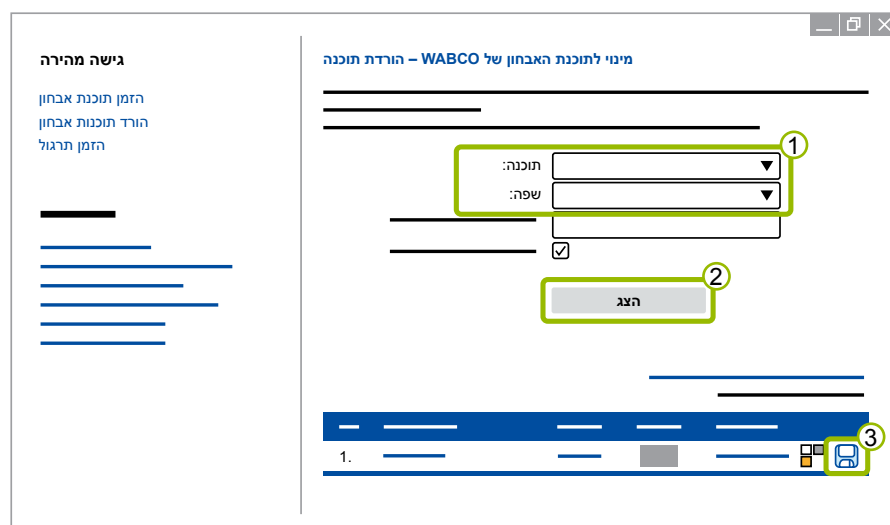 גישה מהירה
הזמן תוכנת אבחון
הורד תוכנות אבחון
הזמן תרגול
מינוי לתוכנת האבחון של WABCO – הורדת תוכנה
1
תוכנה:
שפה:
2
הצג
3
1.